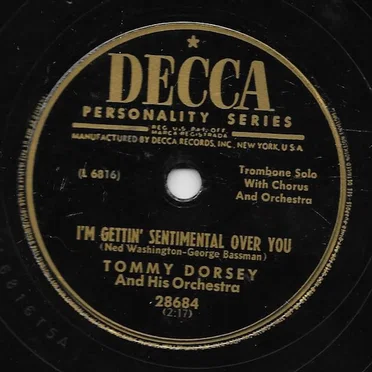 DECCA
PERSONALITY SERIES
REG. U.S. PAT. OFF.
MARCA REGISTRADA
MANUFACTURED BY DECCA RECORDS, INC., NEW YORK, U.S.A.
(L 6816)
Trombone Solo
With Chorus
And Orchestra
I'M GETTIN' SENTIMENTAL OVER YOU
(Ned Washington-George Bassman)
TOMMY DORSEY
And His Orchestra
28684
(2:17)